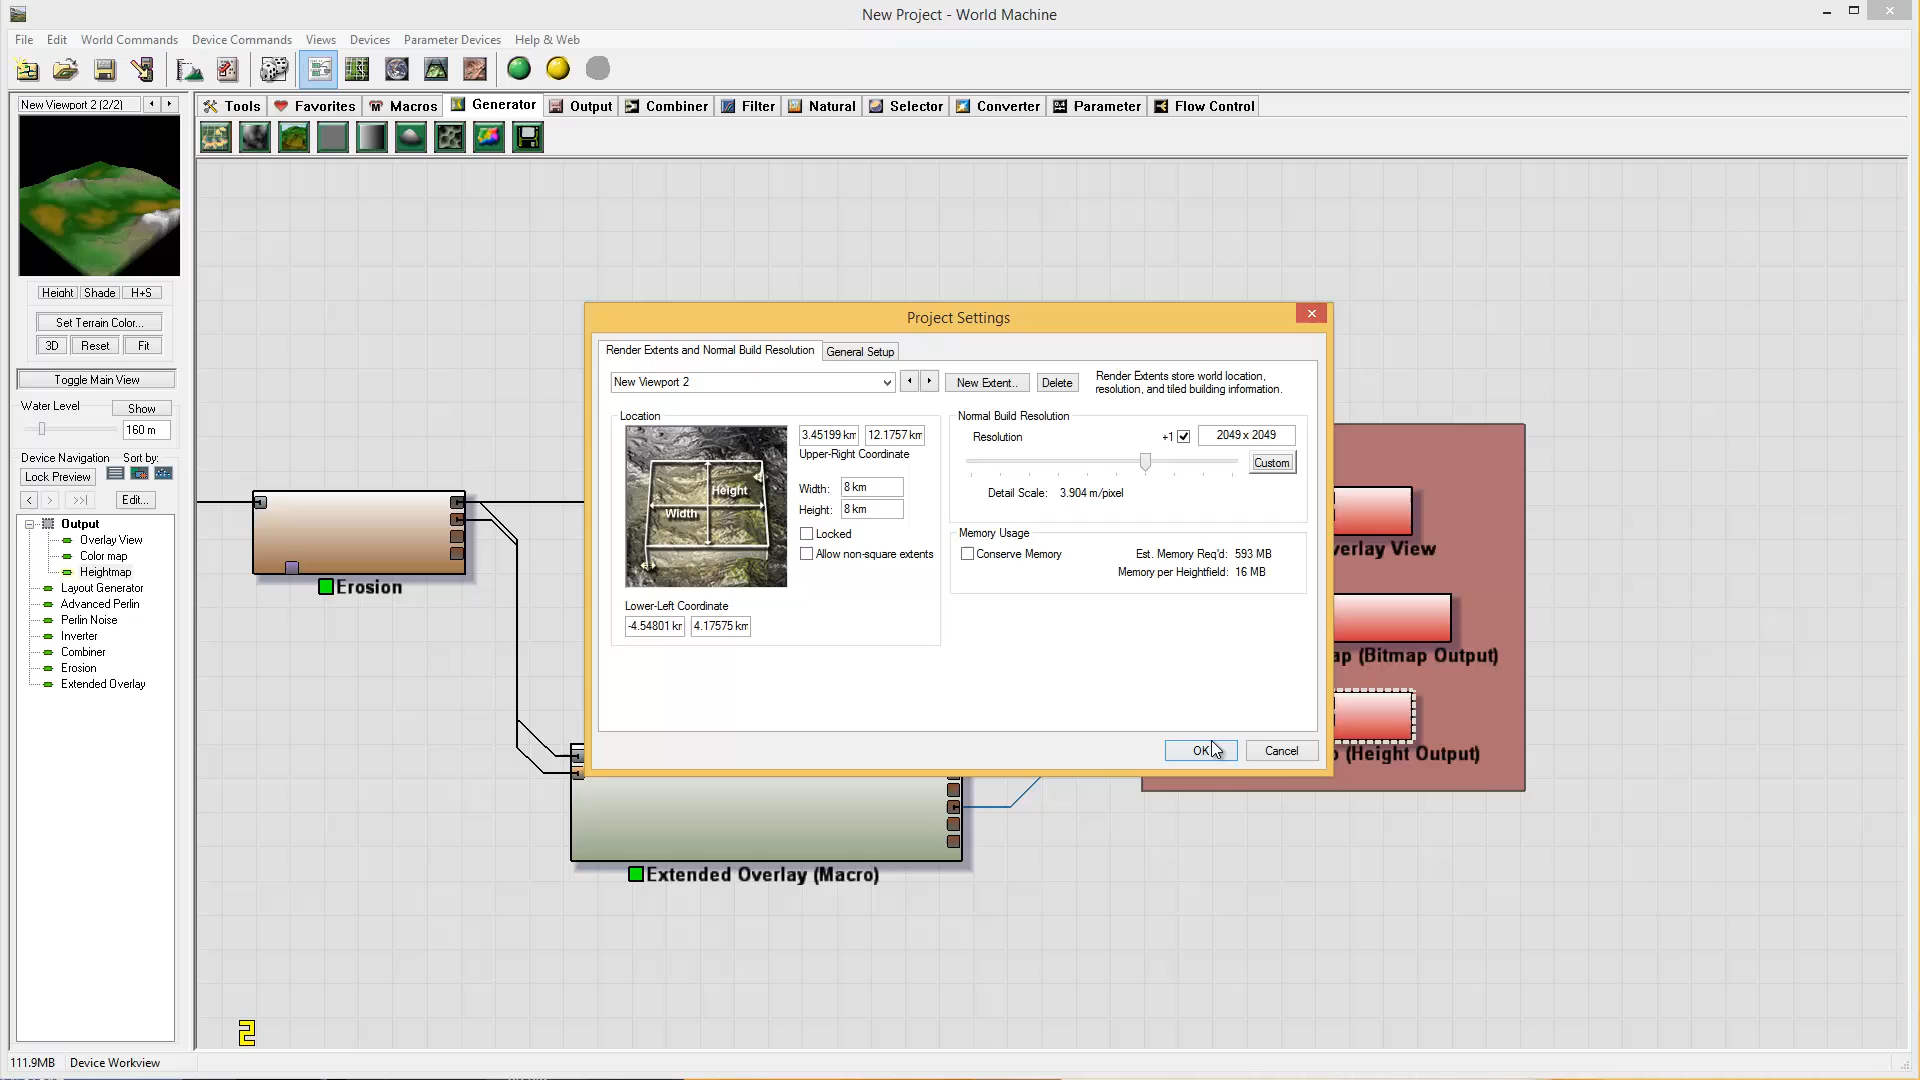 New Project - World Machine
File Edit World Commands Device Commands Views Devices Parameter Devices Help & Web
New Viewport 2 (2/2)
Tools Favorites Macros Generator Output Combiner Filter Natural Selector Converter Parameter Flow Control
Height Shade H+S
Set Terrain Color...
3D Reset Fit
Toggle Main View
Water Level Show
160 m
Device Navigation Sort by:
Lock Preview
< > >>| Edit...
Output
Overlay View
Color map
Heightmap
Layout Generator
Advanced Perlin
Perlin Noise
Inverter
Combiner
Erosion
Extended Overlay
Erosion
Extended Overlay (Macro)
verlay View
ap (Bitmap Output)
(Height Output)
Project Settings
Render Extents and Normal Build Resolution General Setup
New Viewport 2
New Extent.. Delete
Render Extents store world location,
resolution, and tiled building information.
Location
Height
Width
3.45199 km 12.1757 km
Upper-Right Coordinate
Width: 8 km
Height: 8 km
Locked
Allow non-square extents
Lower-Left Coordinate
-4.54801 kr 4.17575 km
Normal Build Resolution
Resolution +1 2049 x 2049
Custom
Detail Scale: 3.904 m/pixel
Memory Usage
Conserve Memory Est. Memory Req'd: 593 MB
Memory per Heightfield: 16 MB
OK Cancel
2
111.9MB Device Workview